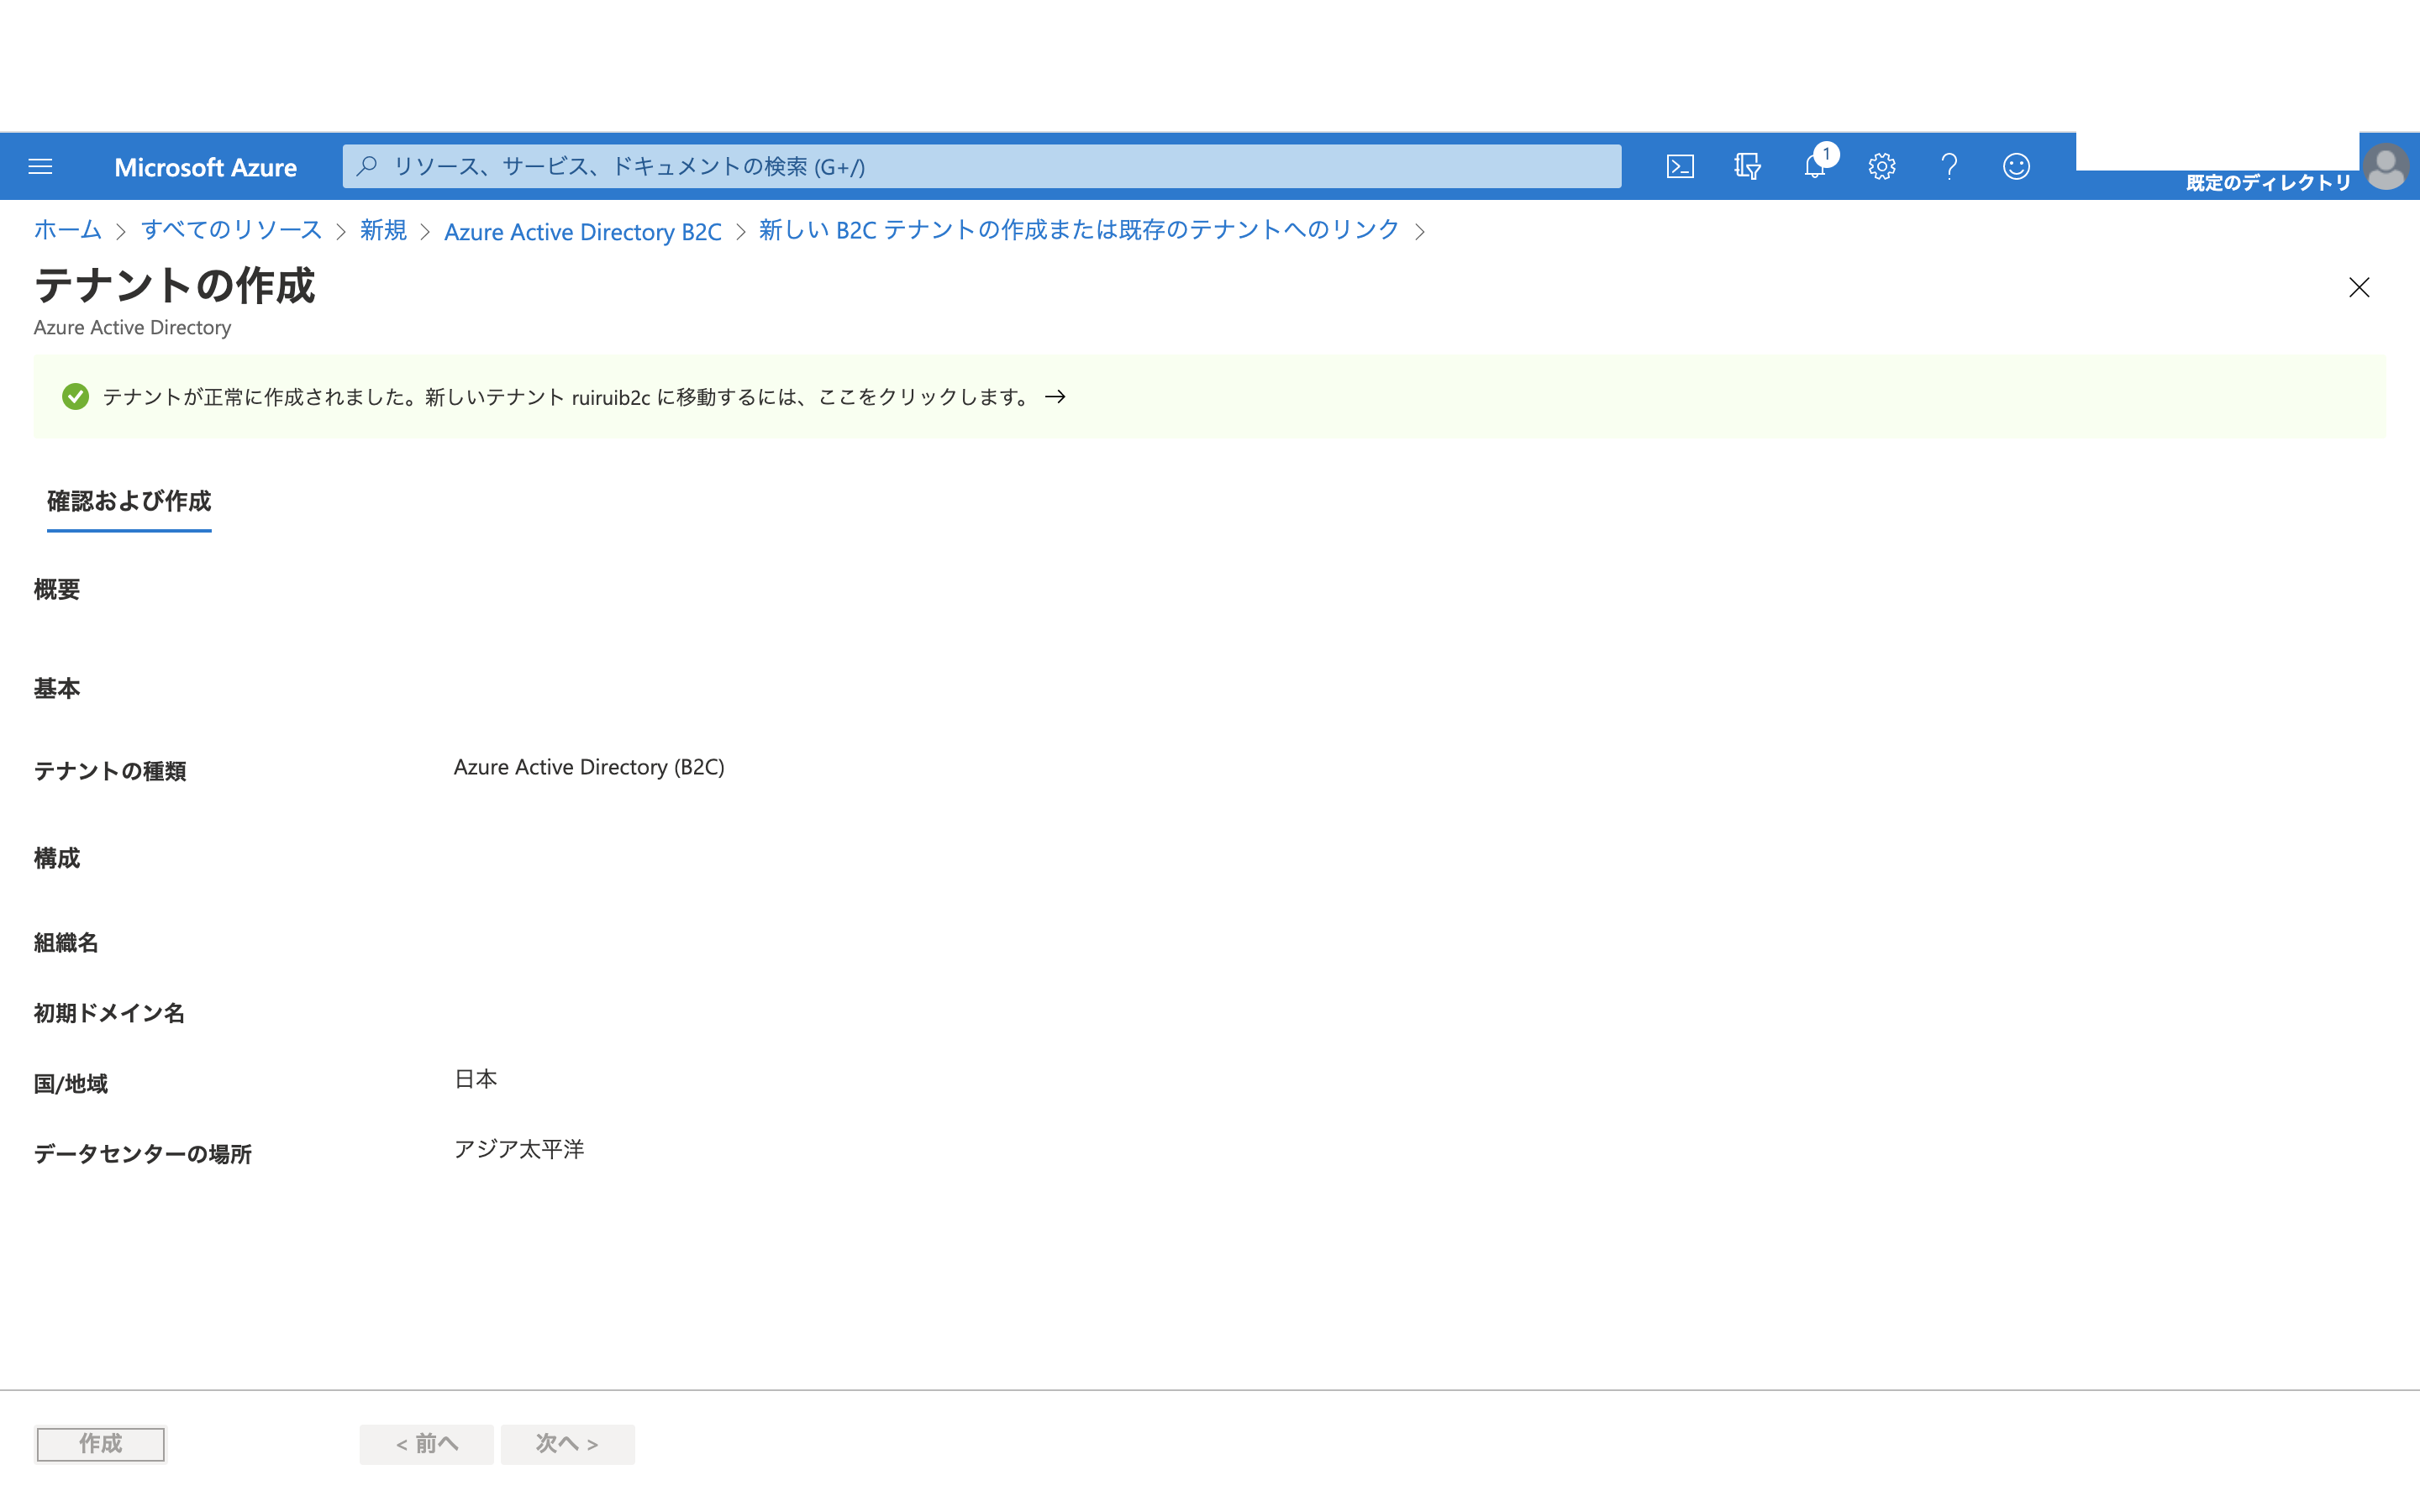 Microsoft Azure
リソース、サービス、ドキュメントの検索 (G+/)
1
既定のディレクトリ
ホーム > すべてのリソース > 新規 > Azure Active Directory B2C > 新しい B2C テナントの作成または既存のテナントへのリンク >
テナントの作成
Azure Active Directory
テナントが正常に作成されました。新しいテナント ruiruib2c に移動するには、ここをクリックします。 →
確認および作成
概要
基本
テナントの種類 Azure Active Directory (B2C)
構成
組織名
初期ドメイン名
国/地域 日本
データセンターの場所 アジア太平洋
作成 < 前へ 次へ >